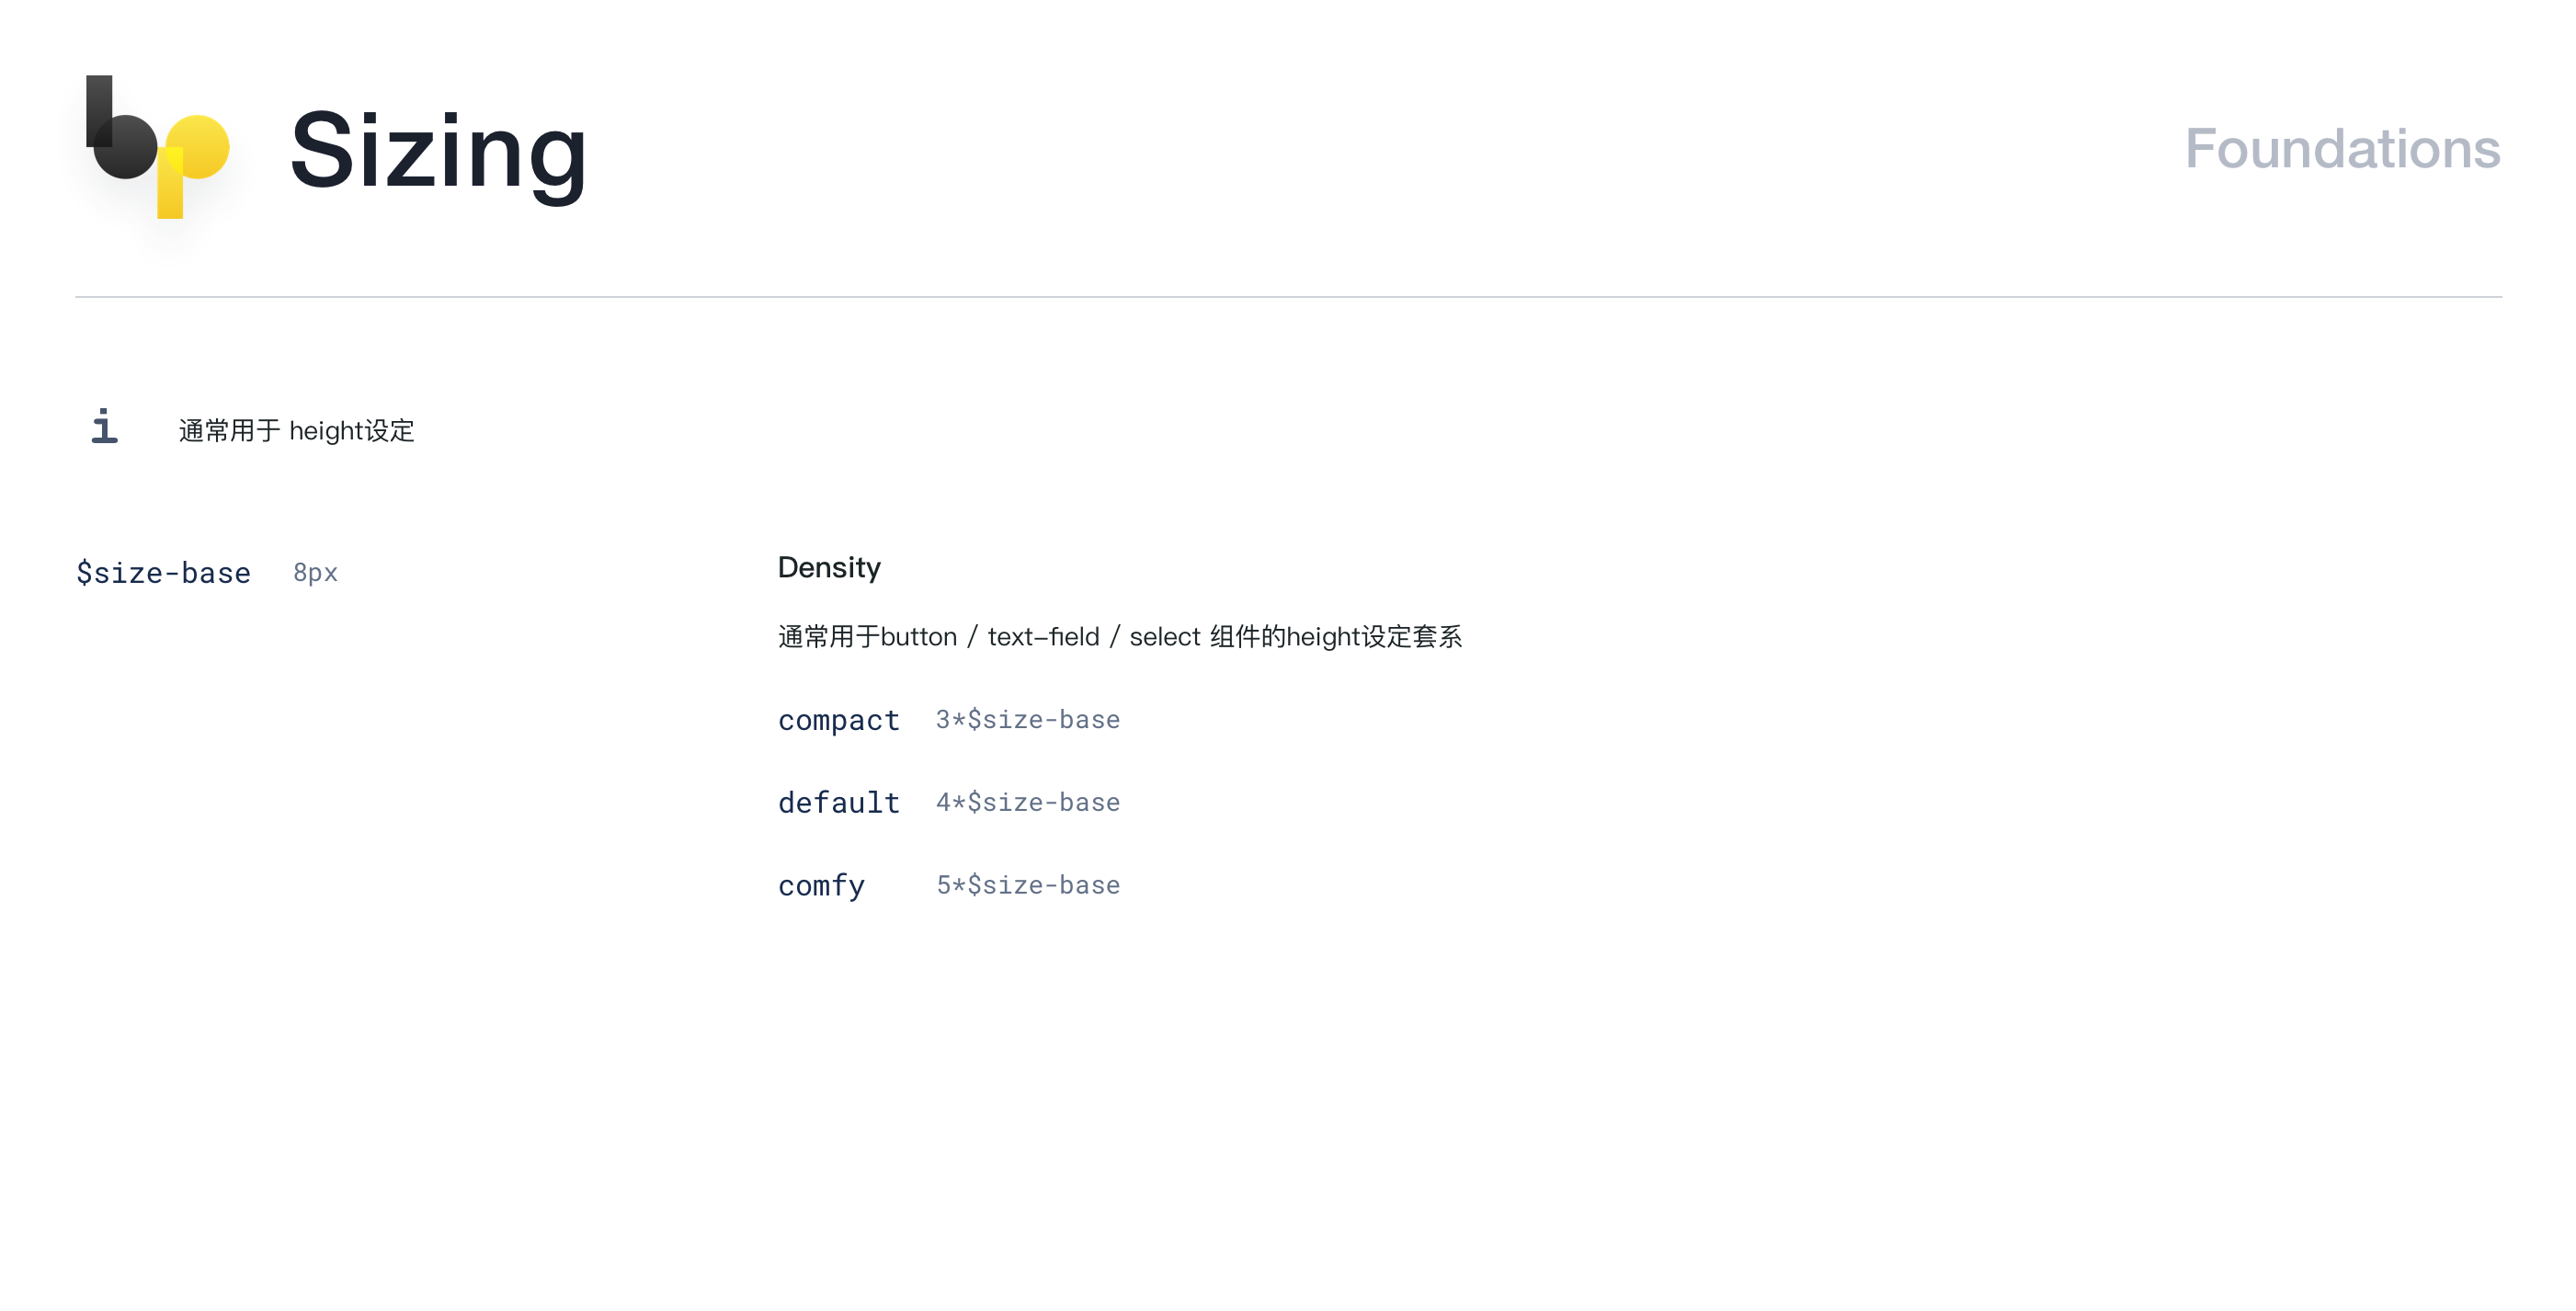 bp
Sizing
Foundations
i
通常用于 height设定
$size-base 8px
Density
通常用于button / text-field / select 组件的height设定套系
compact 3*$size-base
default 4*$size-base
comfy 5*$size-base